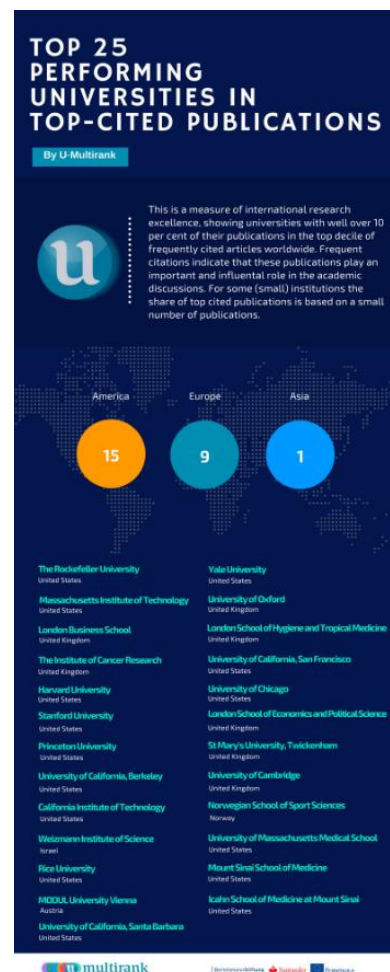 TOP 25
PERFORMING
UNIVERSITIES IN
TOP-CITED PUBLICATIONS
By U-Multirank
This is a measure of international research
excellence, showing universities with well over 10
per cent of their publications in the top decile of
frequently cited articles worldwide. Frequent
citations indicate that these publications play an
important and influental role in the academic
discussions. For some (small) institutions the
share of top cited publications is based on a small
number of publications.
u
America
Europe
Asia
15
9
1
The Rockefeller University
United States
Massachusetts Institute of Technology
United States
London Business School
United Kingdom
The Institute of Cancer Research
United Kingdom
Harvard University
United States
Stanford University
United States
Princeton University
United States
University of California, Berkeley
United States
California Institute of Technology
United States
Weizmann Institute of Science
Israel
Rice University
United States
MODUL University Vienna
Austria
University of California, Santa Barbara
United States
Yale University
United States
University of Oxford
United Kingdom
London School of Hygiene and Tropical Medicine
United Kingdom
University of California, San Francisco
United States
University of Chicago
United States
London School of Economics and Political Science
United Kingdom
St Mary's University, Twickenham
United Kingdom
University of Cambridge
United Kingdom
Norwegian School of Sport Sciences
Norway
University of Massachusetts Medical School
United States
Mount Sinai School of Medicine
United States
Icahn School of Medicine at Mount Sinai
United States
multirank
BertelsmannStiftung
Santander
Erasmus+